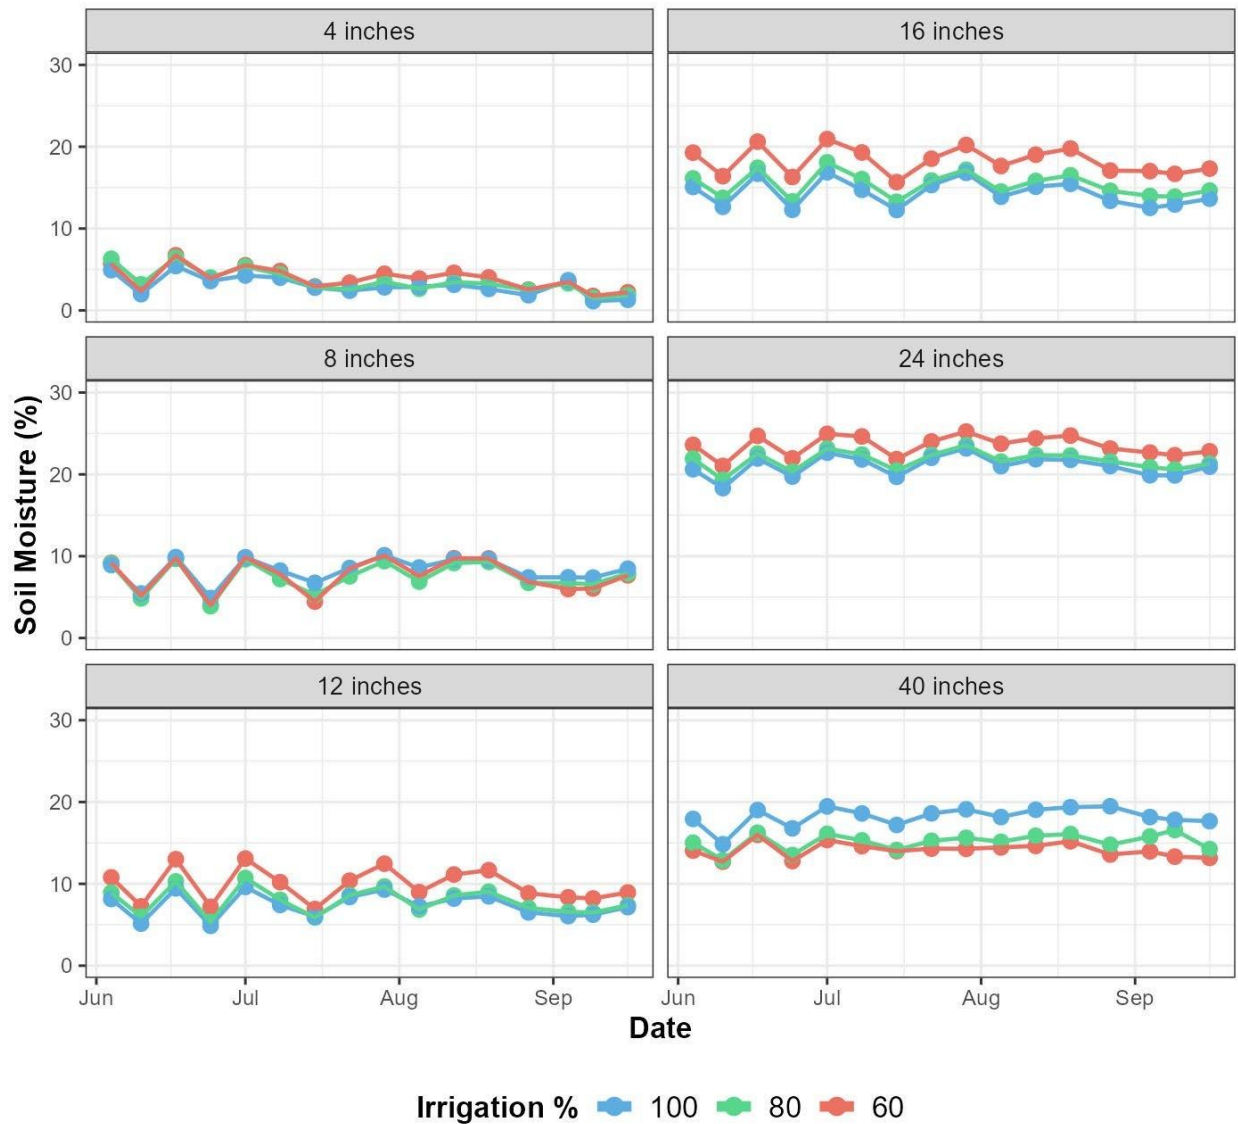 4 inches
16 inches
30
20
10
0
8 inches
24 inches
30
20
10
0
Soil Moisture (%)
12 inches
40 inches
30
20
10
0
Jun Jul Aug Sep
Jun Jul Aug Sep
Date
Irrigation % 100 80 60